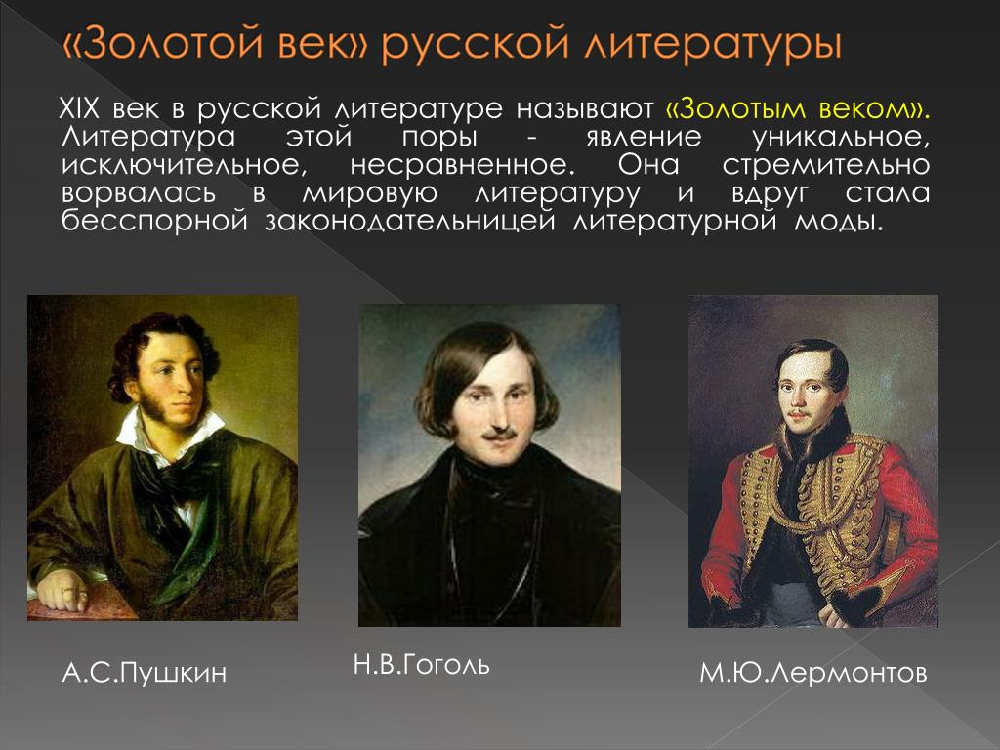 «Золотой век» русской литературы
XIX век в русской литературе называют «Золотым веком».
Литература этой поры - явление уникальное,
исключительное, несравненное. Она стремительно
ворвалась в мировую литературу и вдруг стала
бесспорной законодательницей литературной моды.
А.С.Пушкин
Н.В.Гоголь
М.Ю.Лермонтов